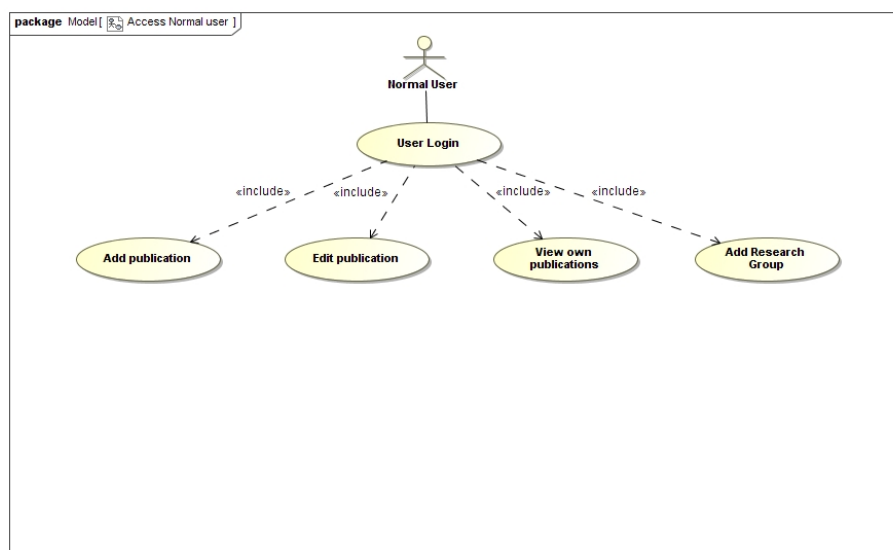 package Model [ Access Normal user ]
Normal User
User Login
«include» «include» «include» «include»
Add publication Edit publication View own publications Add Research Group